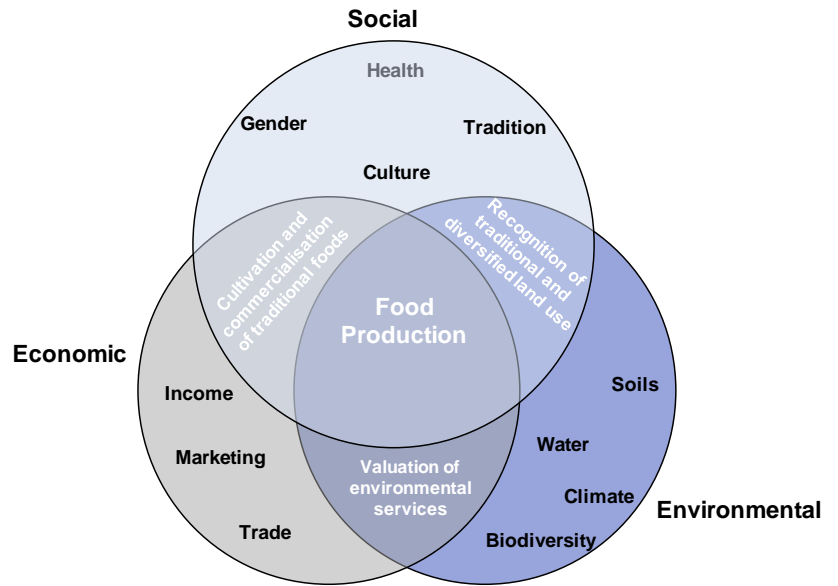 Social
Health
Gender
Tradition
Culture
Cultivation and
commercialisation
of traditional foods
Recognition of
traditional and
diversified land use
Food
Production
Economic
Income
Marketing
Trade
Valuation of
environmental
services
Soils
Water
Climate
Biodiversity
Environmental